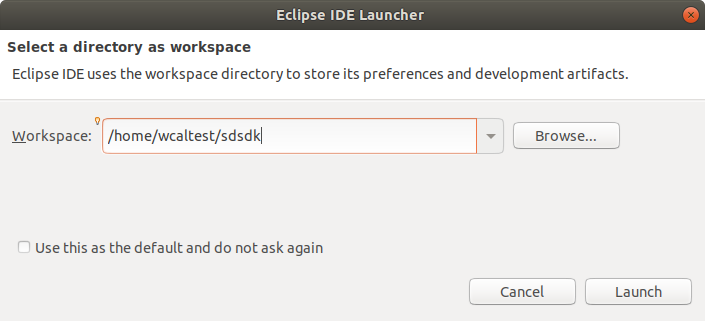 Eclipse IDE Launcher
Select a directory as workspace
Eclipse IDE uses the workspace directory to store its preferences and development artifacts.
Workspace: /home/wcaltest/sdsdk Browse...
Use this as the default and do not ask again
Cancel Launch